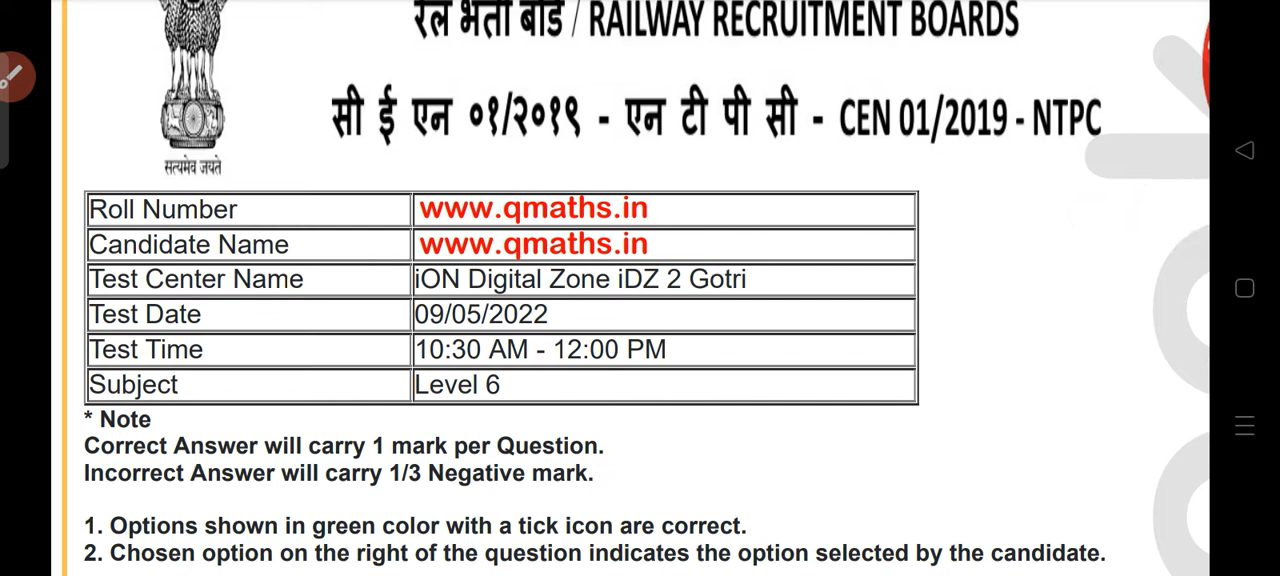 रेल भर्ती बोर्ड / RAILWAY RECRUITMENT BOARDS
सी ई एन ०१/२०१९ - एन टी पी सी - CEN 01/2019 - NTPC
सत्यमेव जयते
Roll Number www.qmaths.in
Candidate Name www.qmaths.in
Test Center Name iON Digital Zone iDZ 2 Gotri
Test Date 09/05/2022
Test Time 10:30 AM - 12:00 PM
Subject Level 6
* Note
Correct Answer will carry 1 mark per Question.
Incorrect Answer will carry 1/3 Negative mark.
1. Options shown in green color with a tick icon are correct.
2. Chosen option on the right of the question indicates the option selected by the candidate.